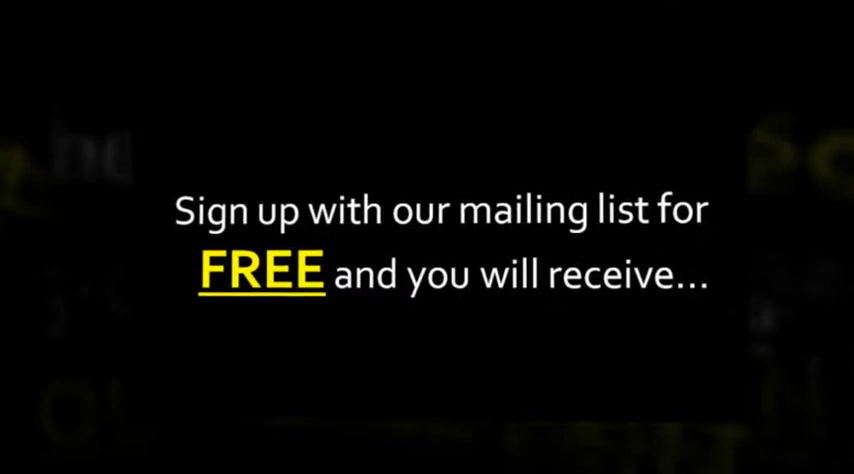 Sign up with our mailing list for
FREE and you will receive...